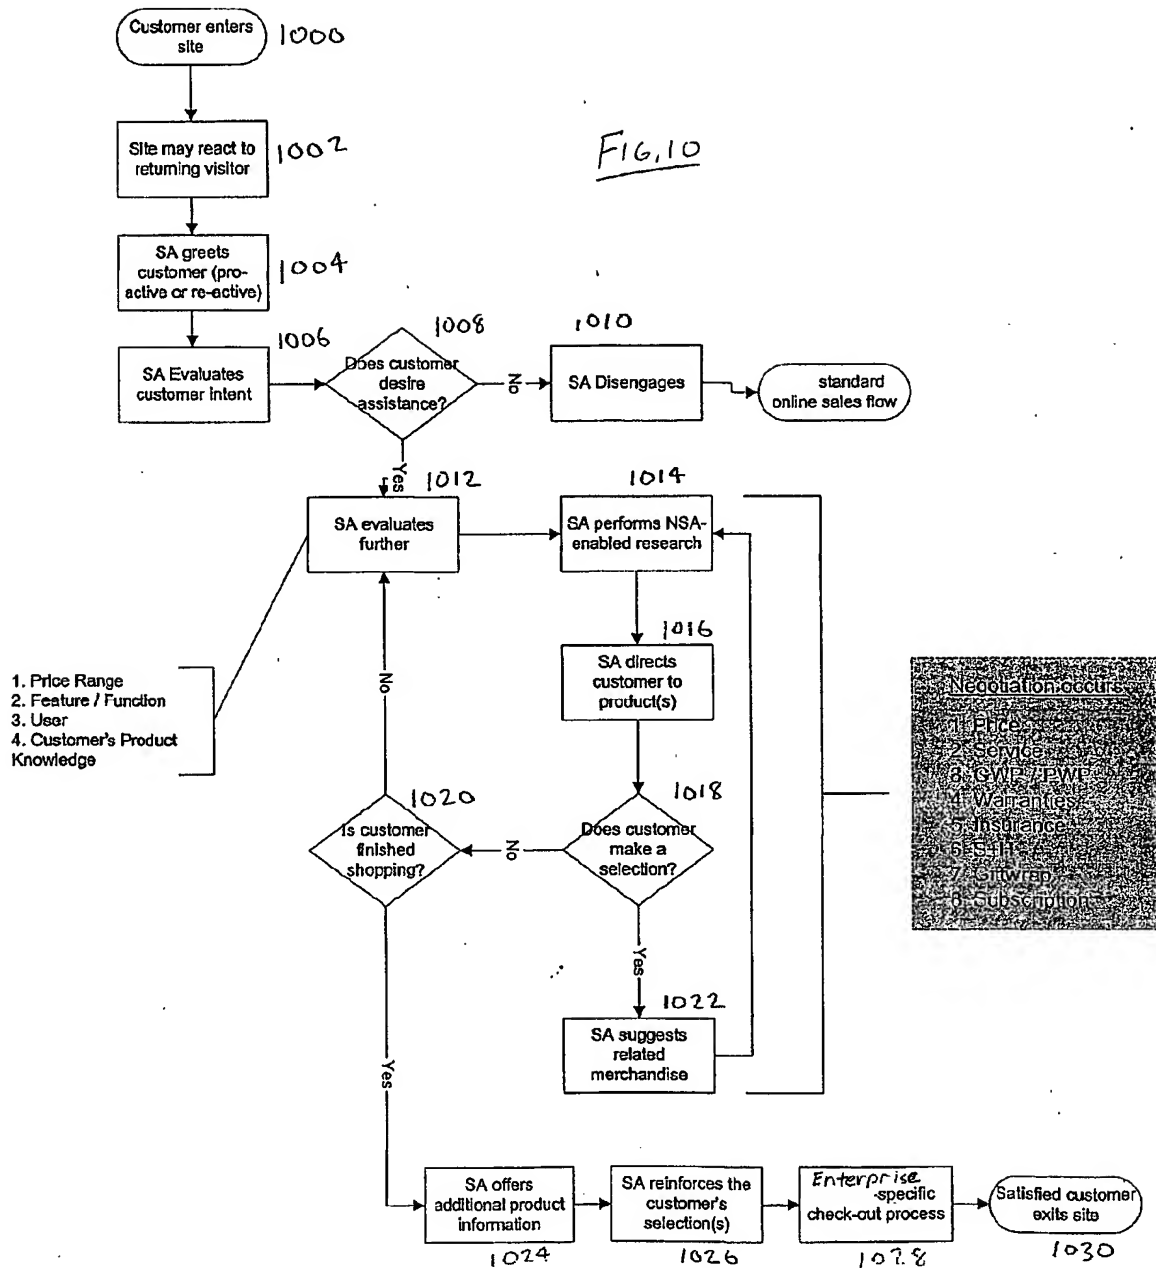 Customer enters
site
1000
FIG. 10
Site may react to
returning visitor
1002
SA greets
customer (pro-
active or re-active)
1004
SA Evaluates
customer intent
1006
Does customer
desire
assistance?
1008
No
SA Disengages
1010
standard
online sales flow
Yes
SA evaluates
further
1012
SA performs NSA-
enabled research
1014
1. Price Range
2. Feature / Function
3. User
4. Customer's Product
Knowledge
SA directs
customer to
product(s)
1016
Negotiation occurs
1. Price
2. Service
3. GWP / PWP
4. Warranties
5. Insurance
6. S+H
7. Giftwrap
8. Subscription
Does customer
make a
selection?
1018
No
Is customer
finished
shopping?
1020
No
Yes
SA suggests
related
merchandise
1022
Yes
SA offers
additional product
information
1024
SA reinforces the
customer's
selection(s)
1026
Enterprise
-specific
check-out process
1028
Satisfied customer
exits site
1030